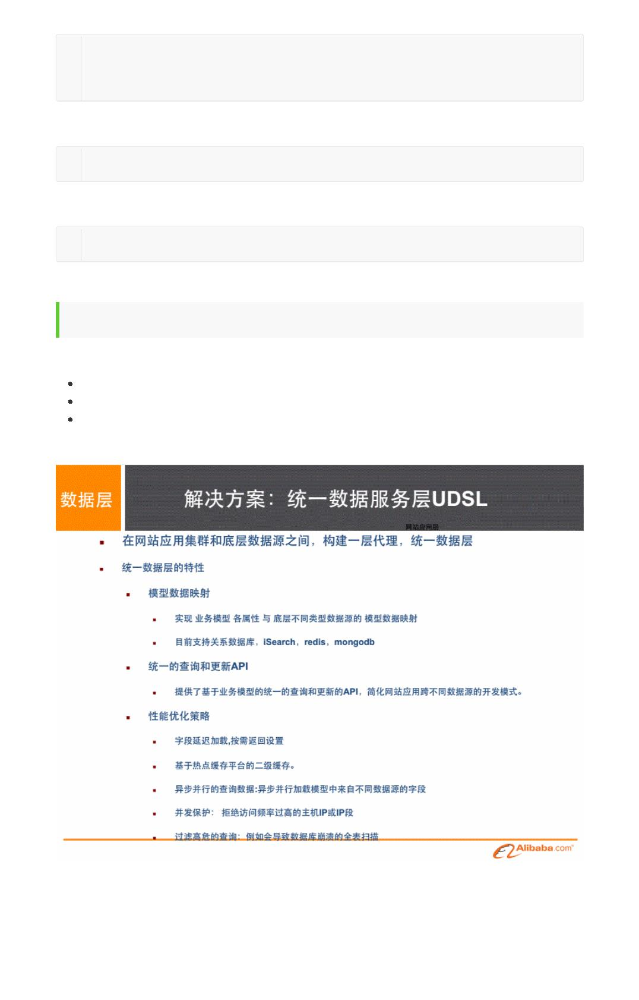 数据层
解决方案：统一数据服务层UDSL
网站应用层
在网站应用集群和底层数据源之间，构建一层代理，统一数据层
统一数据层的特性
模型数据映射
实现 业务模型 各属性 与 底层不同类型数据源的 模型数据映射
目前支持关系数据库，iSearch，redis，mongodb
统一的查询和更新API
提供了基于业务模型的统一的查询和更新的API，简化网站应用跨不同数据源的开发模式。
性能优化策略
字段延迟加载,按需返回设置
基于热点缓存平台的二级缓存。
异步并行的查询数据:异步并行加载模型中来自不同数据源的字段
并发保护： 拒绝访问频率过高的主机IP或IP段
过滤高危的查询：例如会导致数据库崩溃的全表扫描
Alibaba.com